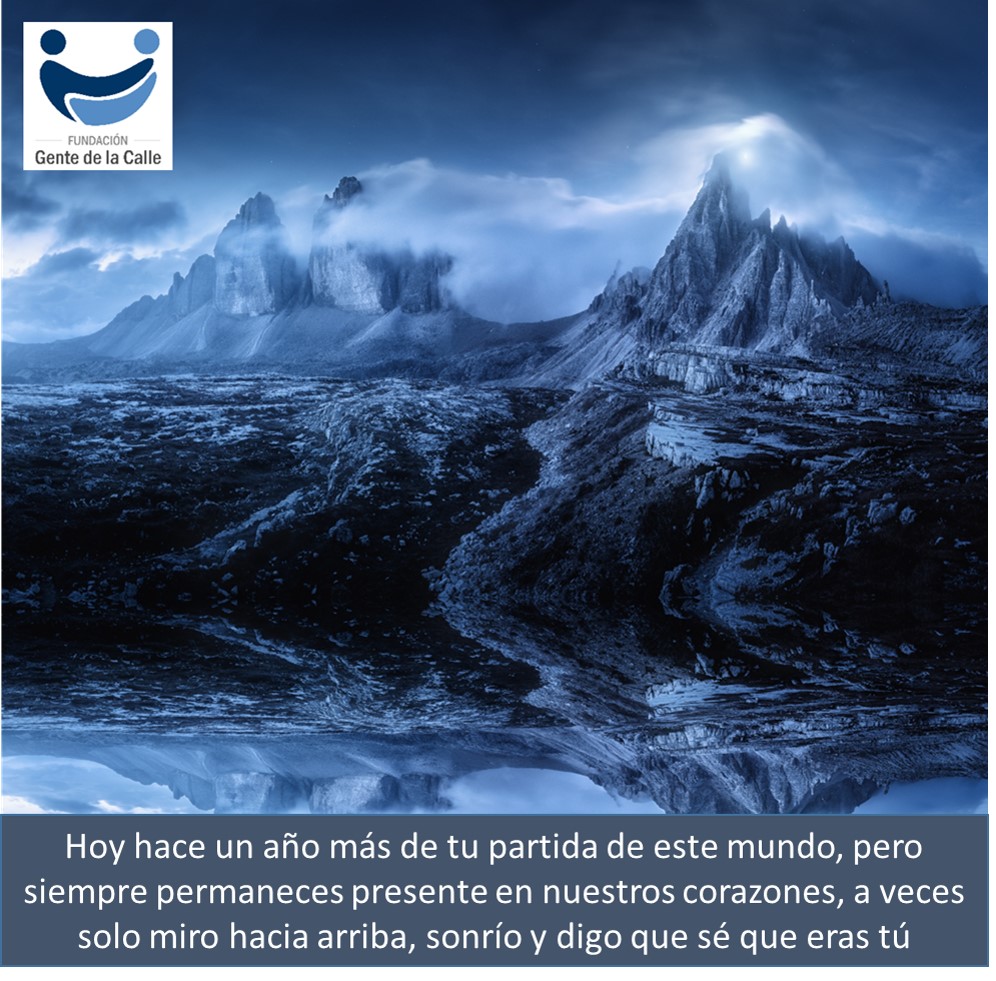 FUNDACIÓN
Gente de la Calle
Hoy hace un año más de tu partida de este mundo, pero
siempre permaneces presente en nuestros corazones, a veces
solo miro hacia arriba, sonrío y digo que sé que eras tú